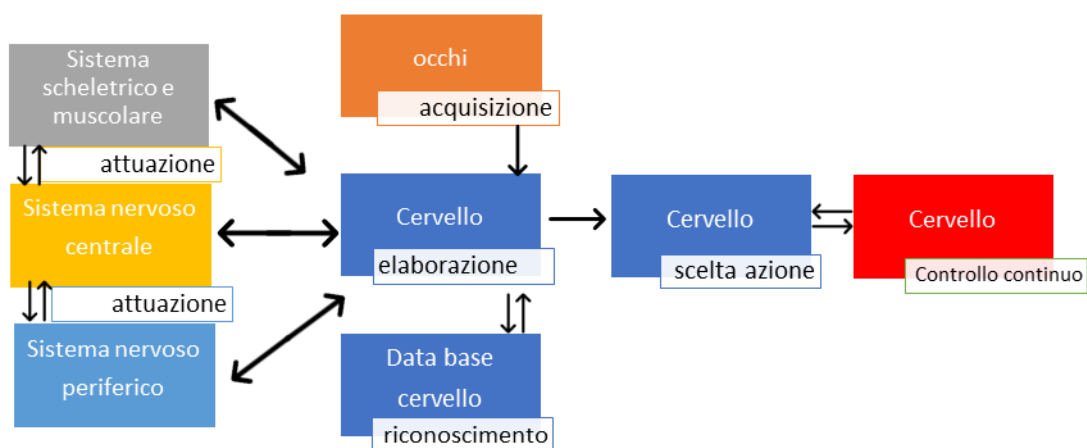 Sistema
scheletrico e
muscolare
attuazione
Sistema nervoso
centrale
attuazione
Sistema nervoso
periferico
occhi
acquisizione
Cervello
elaborazione
Data base
cervello
riconoscimento
Cervello
scelta azione
Cervello
Controllo continuo